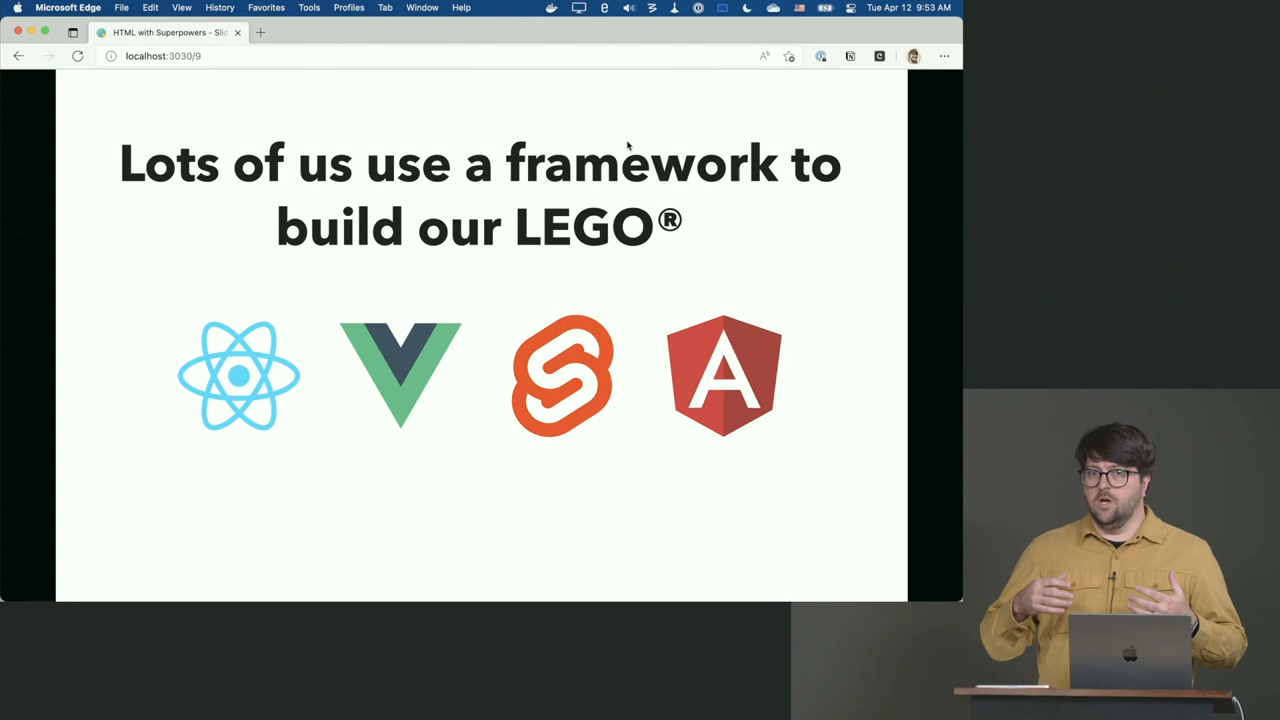 Microsoft Edge File Edit View History Favorites Tools Profiles Tab Window Help Tue Apr 12 9:53 AM
HTML with Superpowers - Slid
localhost:3030/9
Lots of us use a framework to
build our LEGO®